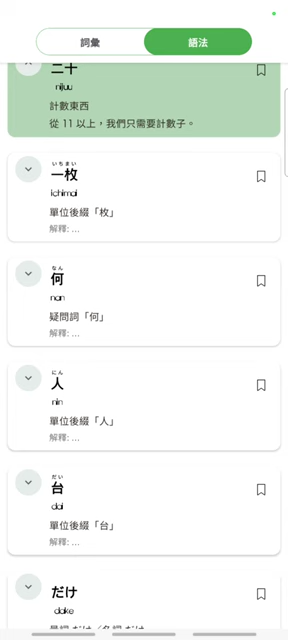 詞彙
語法
二十
nijuu
計數東西
從 11 以上，我們只需要計數子。
いちまい
一枚
ichimai
單位後綴「枚」
解釋: ...
なん
何
nan
疑問詞「何」
解釋: ...
にん
人
nin
單位後綴「人」
解釋: ...
だい
台
dai
單位後綴「台」
解釋: ...
だけ
dake